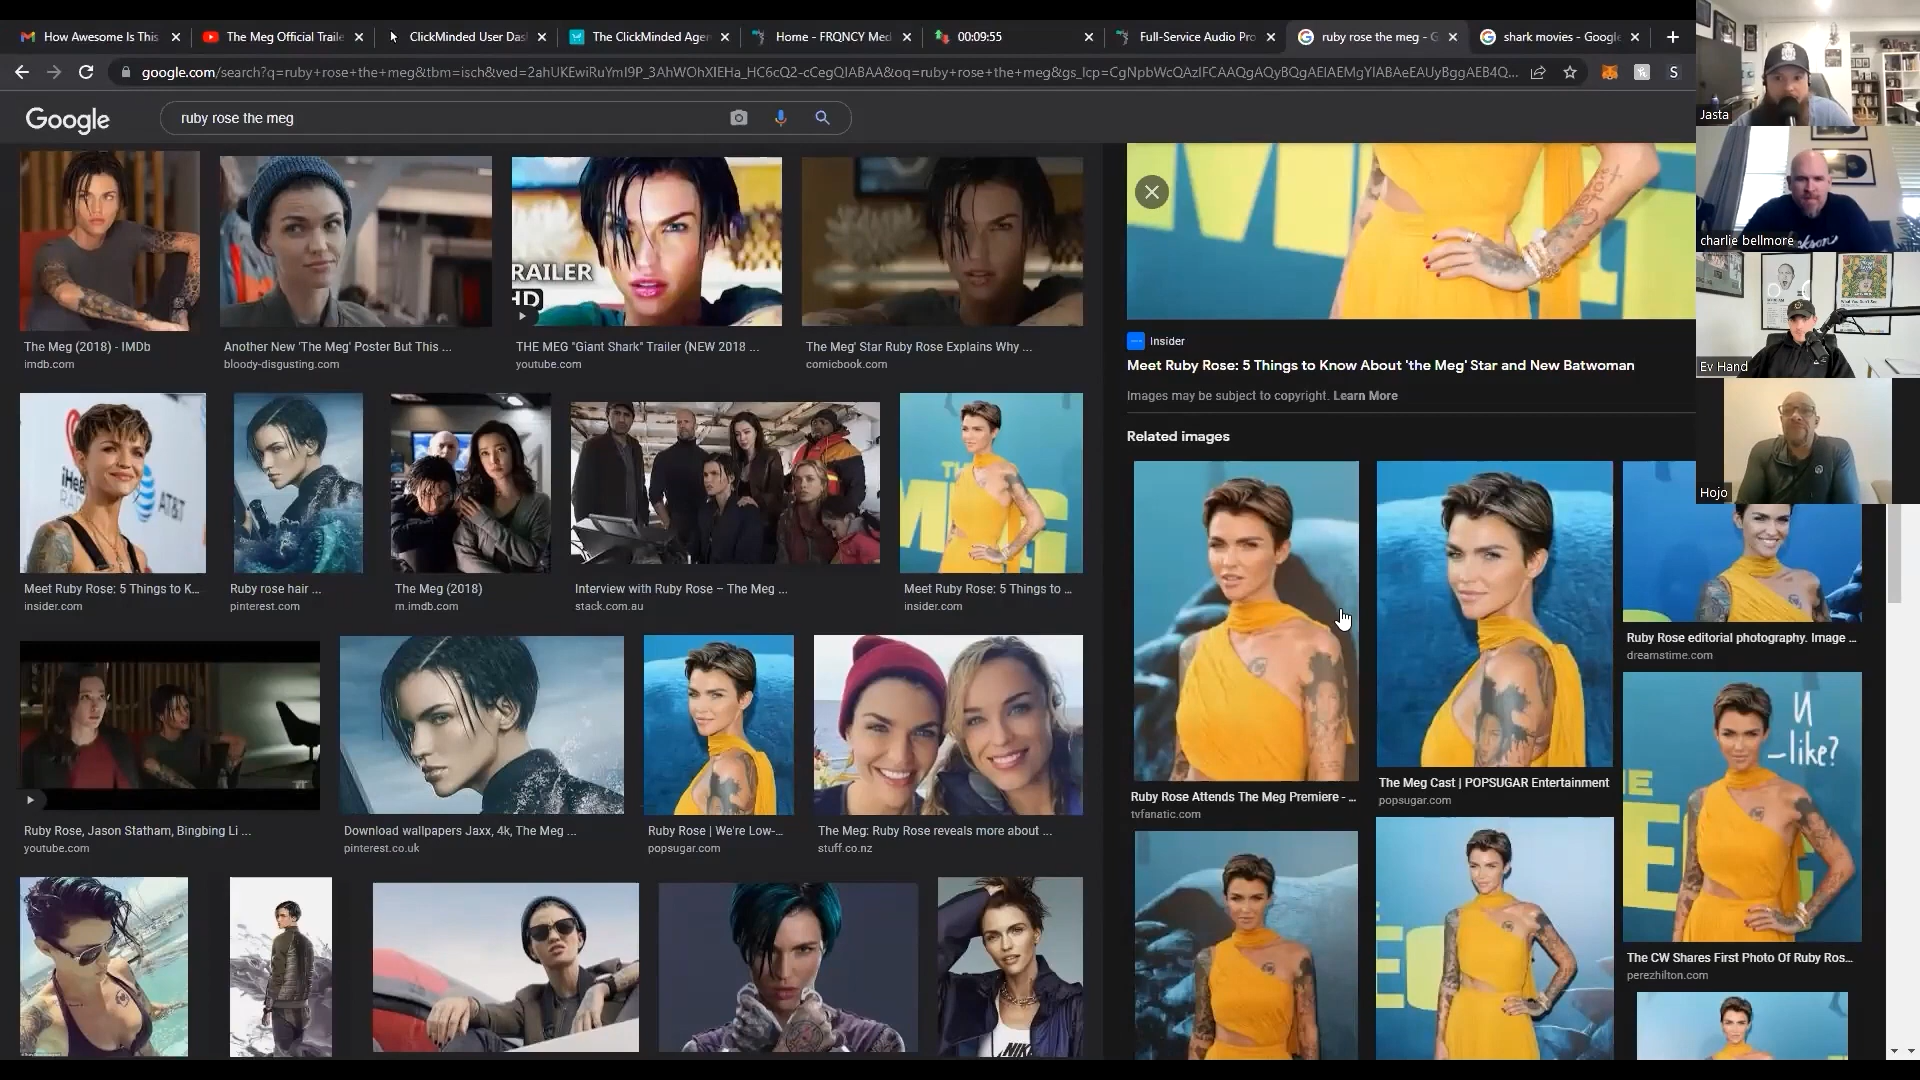 How Awesome Is This
The Meg Official Traile
ClickMinded User Das
The ClickMinded Agen
Home - FRQNCY Med
00:09:55
Full-Service Audio Pro
ruby rose the meg - G
shark movies - Google
google.com/search?q=ruby+rose+the+meg&tbm=isch&ved=2ahUKEwiRuYmI9P_3AhWOhXIEHa_HC6cQ2-cCegQIABAA&oq=ruby+rose+the+meg&gs_lcp=CgNpbWcQAzIFCAAQgAQyBQgAEIAEMgYIABAeEAUyBggAEB4Q...
S
Google
ruby rose the meg
RAILER
HD
The Meg (2018) - IMDb
imdb.com
Another New 'The Meg' Poster But This ...
bloody-disgusting.com
THE MEG "Giant Shark" Trailer (NEW 2018 ...
youtube.com
The Meg' Star Ruby Rose Explains Why ...
comicbook.com
iHea
RAD
AT&T
THE
MEG
Meet Ruby Rose: 5 Things to K...
insider.com
Ruby rose hair ...
pinterest.com
The Meg (2018)
m.imdb.com
Interview with Ruby Rose – The Meg ...
stack.com.au
Meet Ruby Rose: 5 Things to ...
insider.com
Ruby Rose, Jason Statham, Bingbing Li ...
youtube.com
Download wallpapers Jaxx, 4k, The Meg ...
pinterest.co.uk
Ruby Rose | We're Low-...
popsugar.com
The Meg: Ruby Rose reveals more about ...
stuff.co.nz
NIKE
Insider
Meet Ruby Rose: 5 Things to Know About 'the Meg' Star and New Batwoman
Images may be subject to copyright. Learn More
Related images
Ruby Rose Attends The Meg Premiere - ...
tvfanatic.com
The Meg Cast | POPSUGAR Entertainment
popsugar.com
Ruby Rose editorial photography. Image ...
dreamstime.com
U
-like?
The CW Shares First Photo Of Ruby Ros...
perezhilton.com
Jasta
charlie bellmore
Ev Hand
Hojo